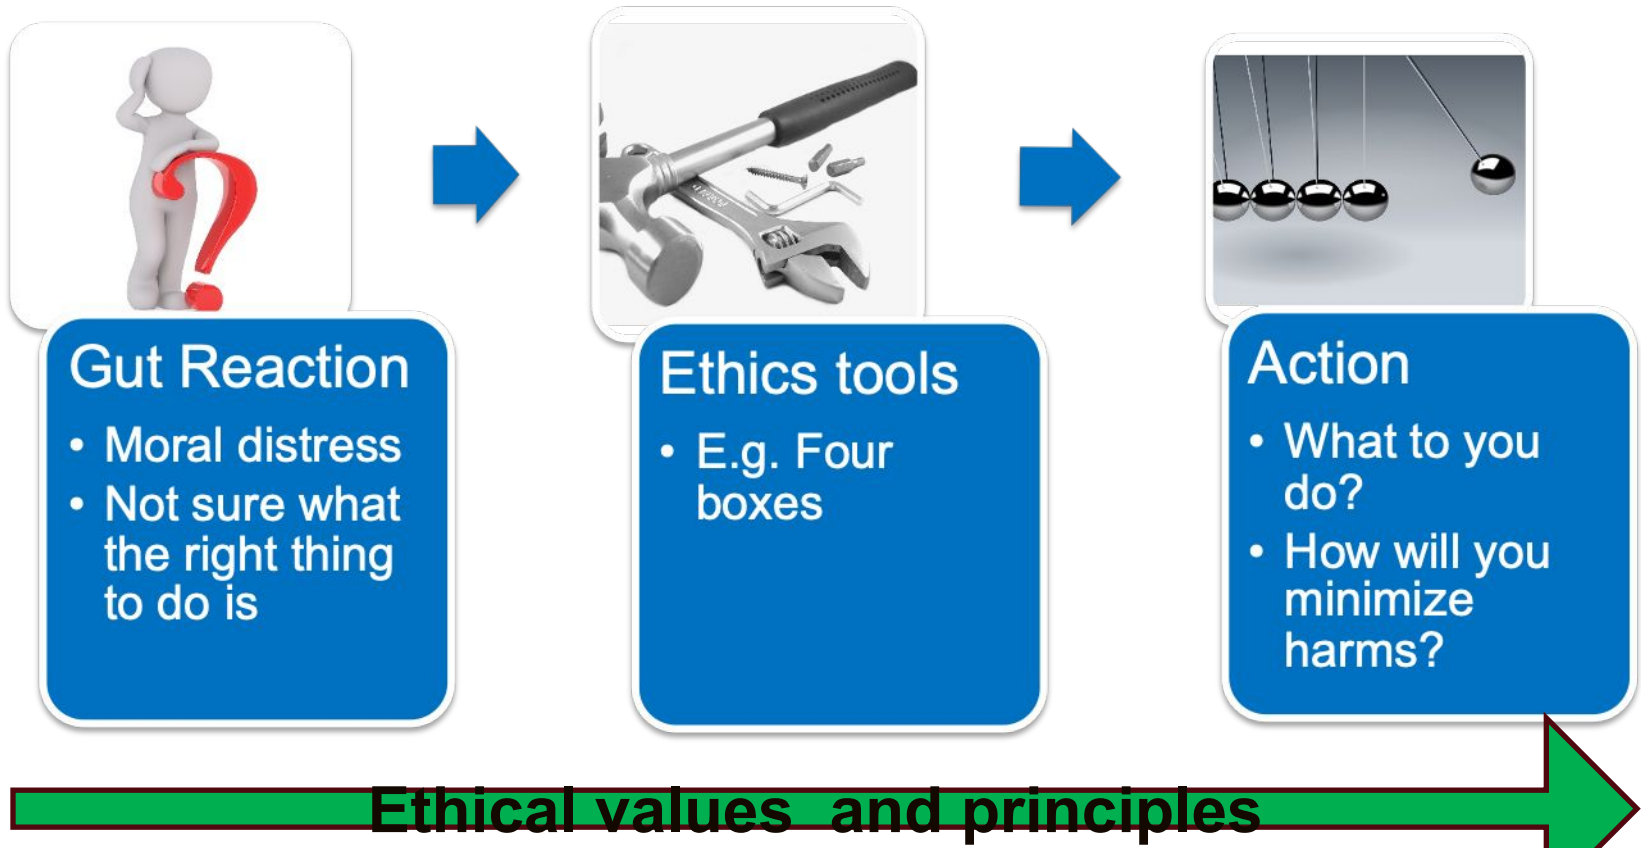 Gut Reaction
• Moral distress
• Not sure what
the right thing
to do is
Ethics tools
• E.g. Four
boxes
Action
• What to you
do?
• How will you
minimize
harms?
Ethical values and principles